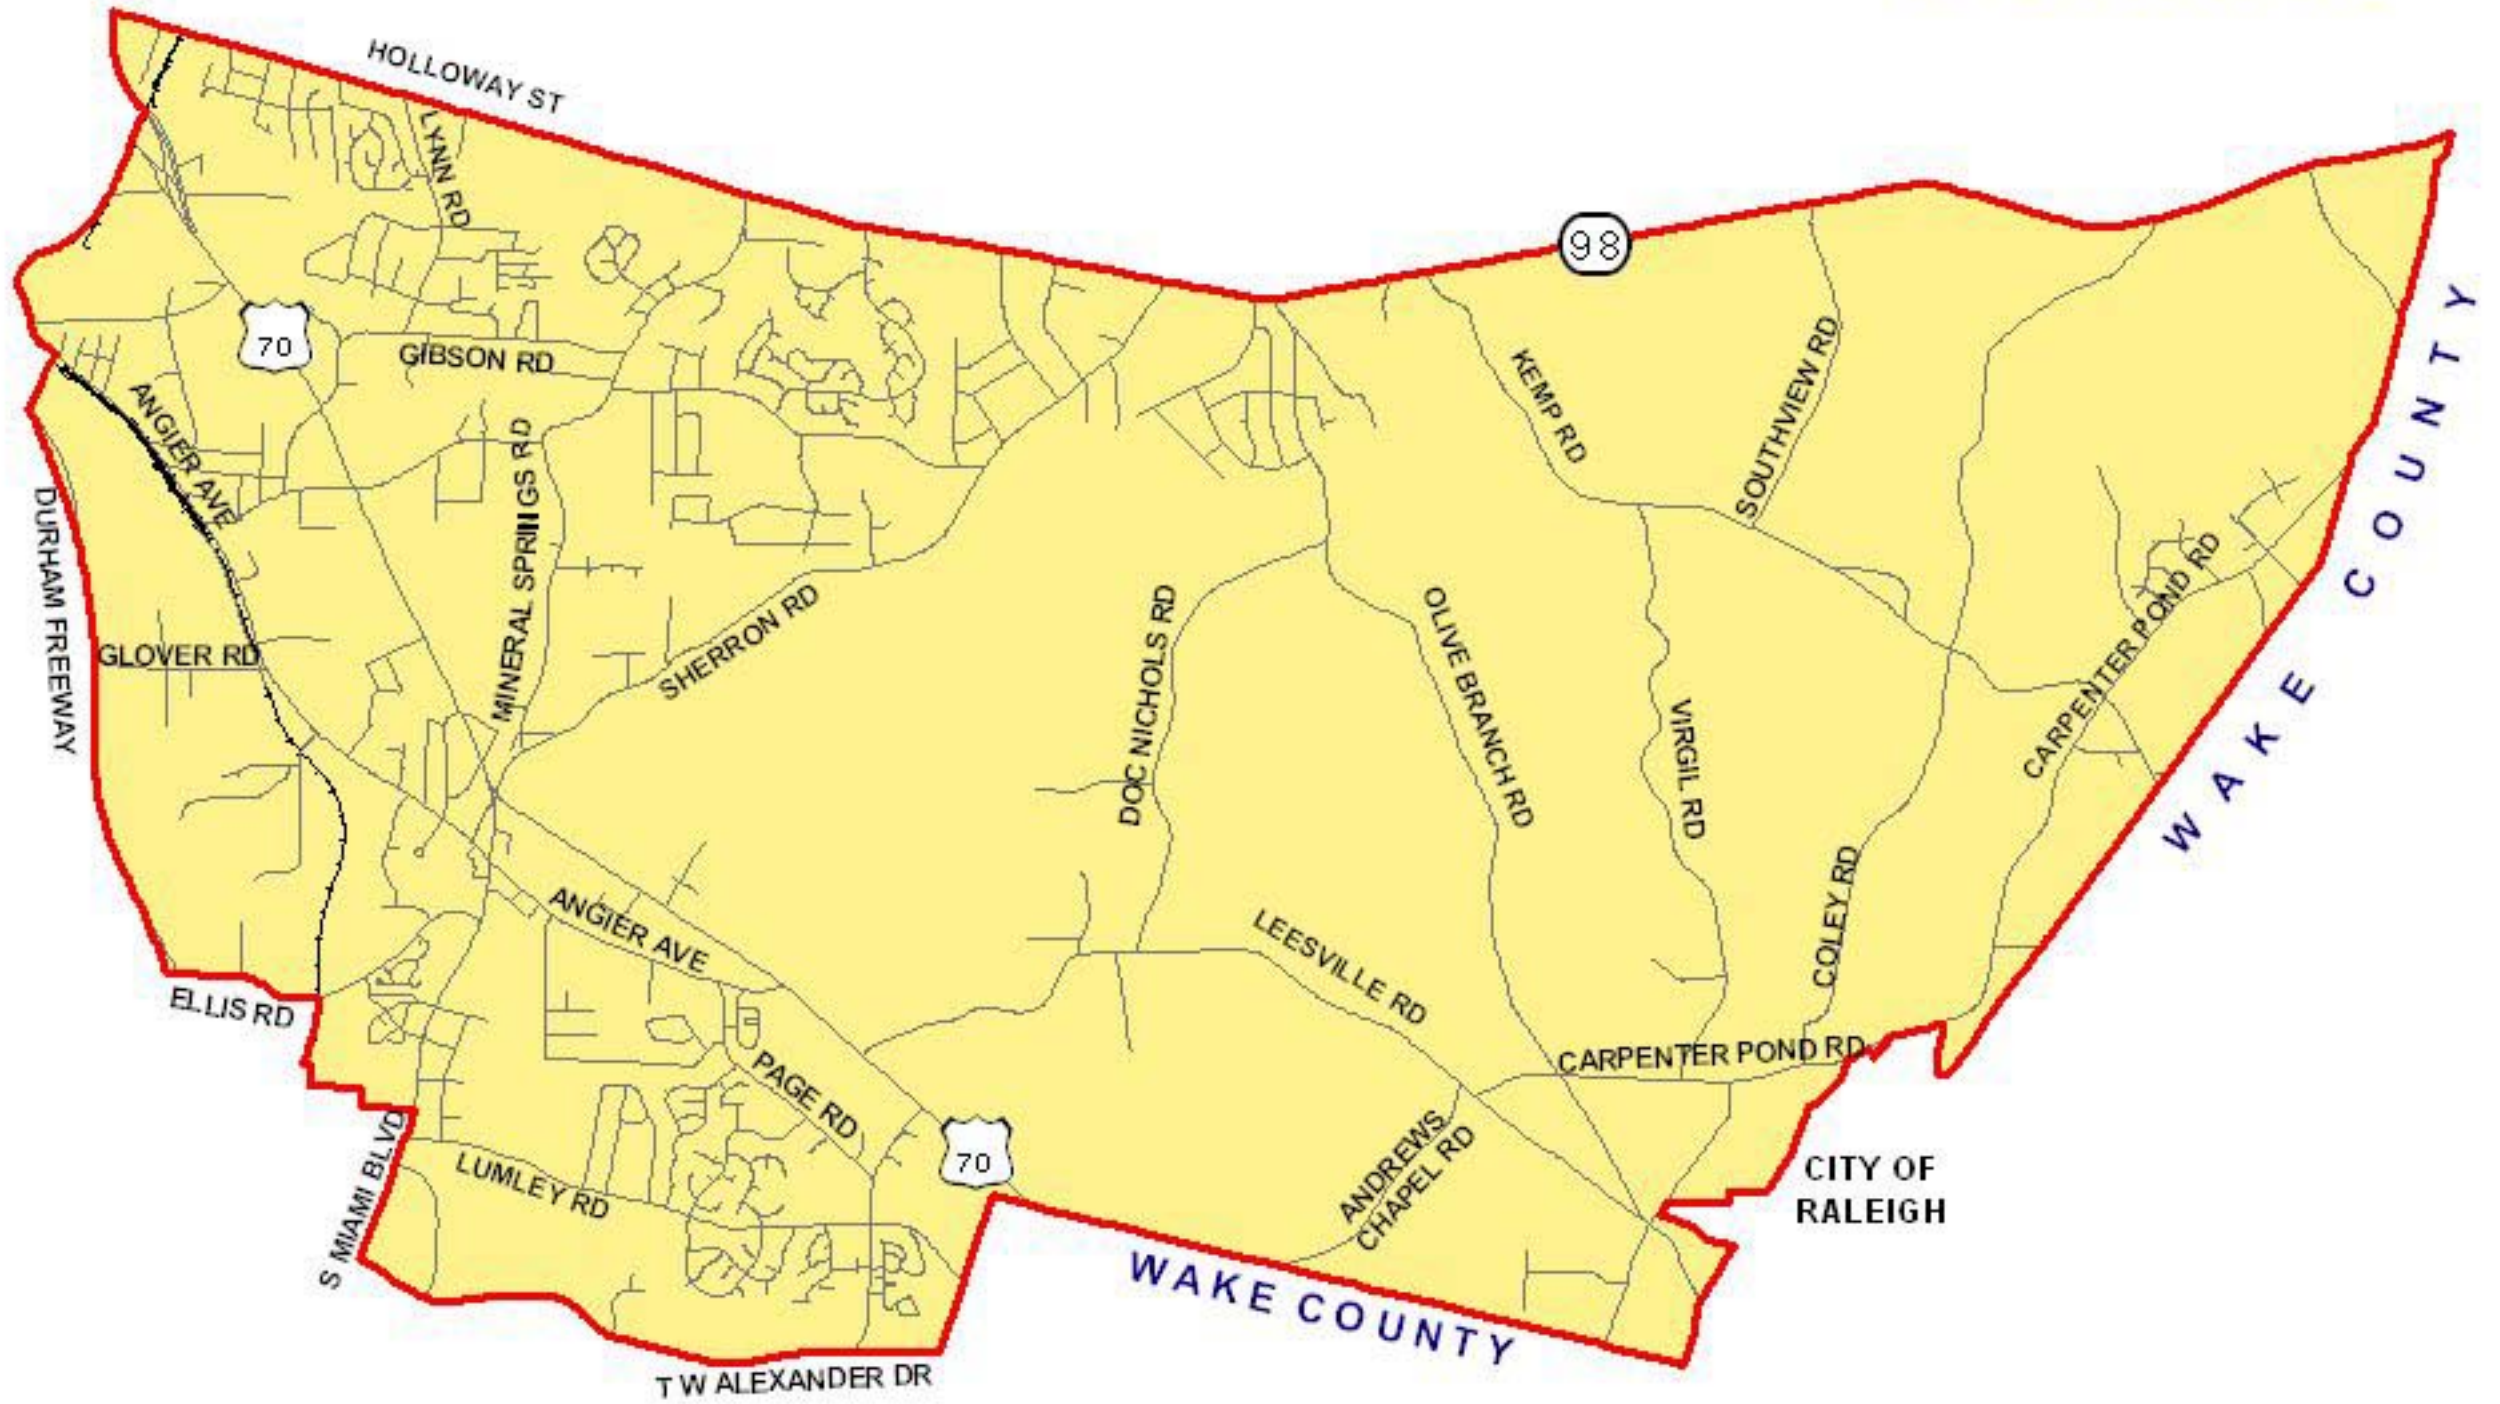 HOLLOWAY ST
LYNN RD
98
70
GIBSON RD
ANGIER AVE
KEMP RD
SOUTHVIEW RD
WAKE COUNTY
DURHAM FREEWAY
MINERAL SPRINGS RD
GLOVER RD
SHERRON RD
DOC NICHOLS RD
OLIVE BRANCH RD
VIRGIL RD
CARPENTER POND RD
COLEY RD
ANGIER AVE
LEESVILLE RD
ELLIS RD
PAGE RD
CARPENTER POND RD
S MIAMI BLVD
LUMLEY RD
70
ANDREWS
CHAPEL RD
CITY OF
RALEIGH
WAKE COUNTY
T W ALEXANDER DR